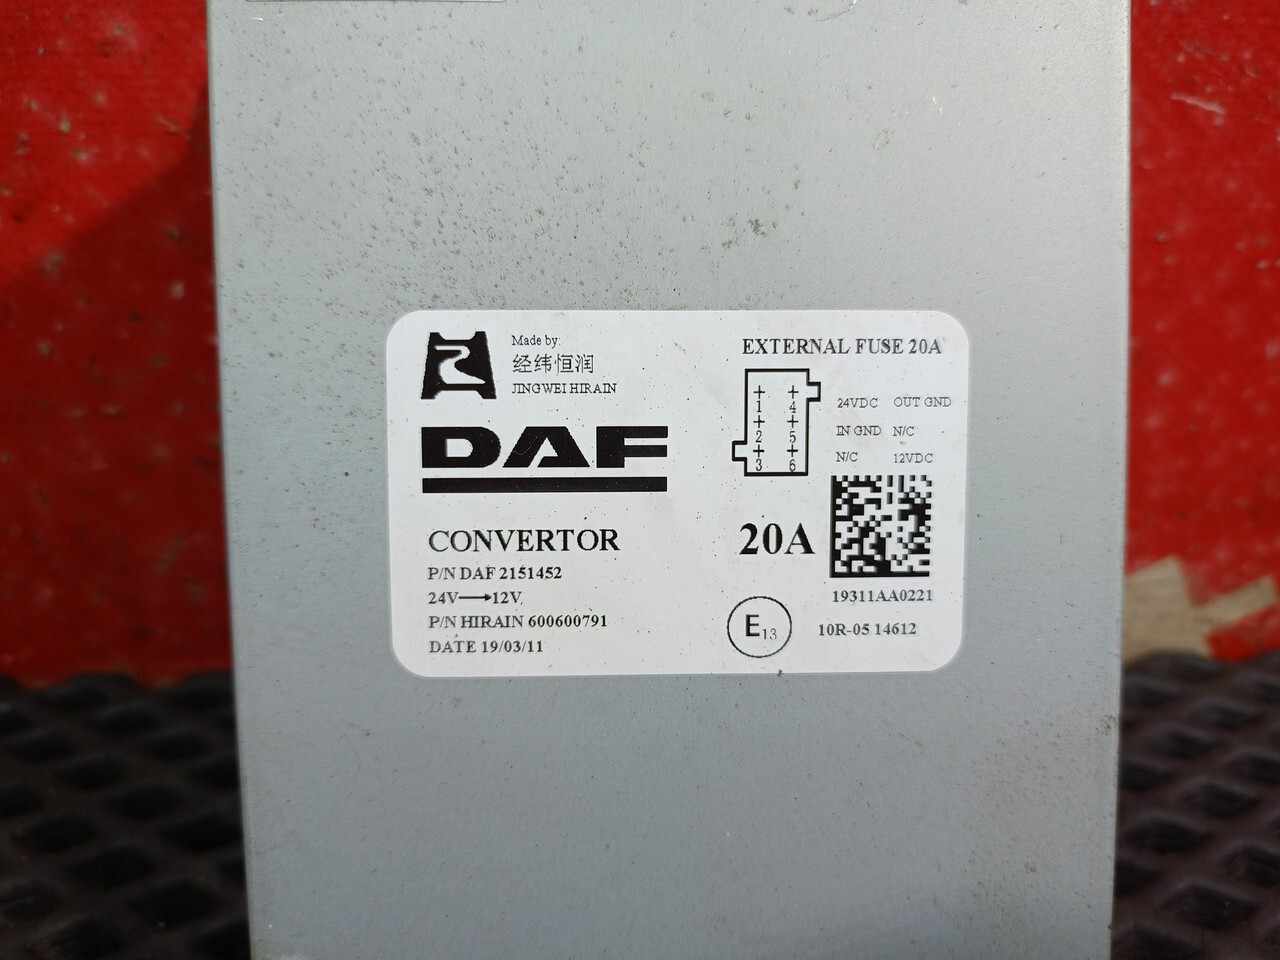 Made by:
经纬恒润
JINGWEI HIRAIN
DAF
CONVERTOR
P/N DAF 2151452
24V→12V
P/N HIRAIN 600600791
DATE 19/03/11
EXTERNAL FUSE 20A
1 4
2 5
3 6
24VDC OUT GND
IN GND N/C
N/C 12VDC
20A
19311AA0221
E13
10R-05 14612